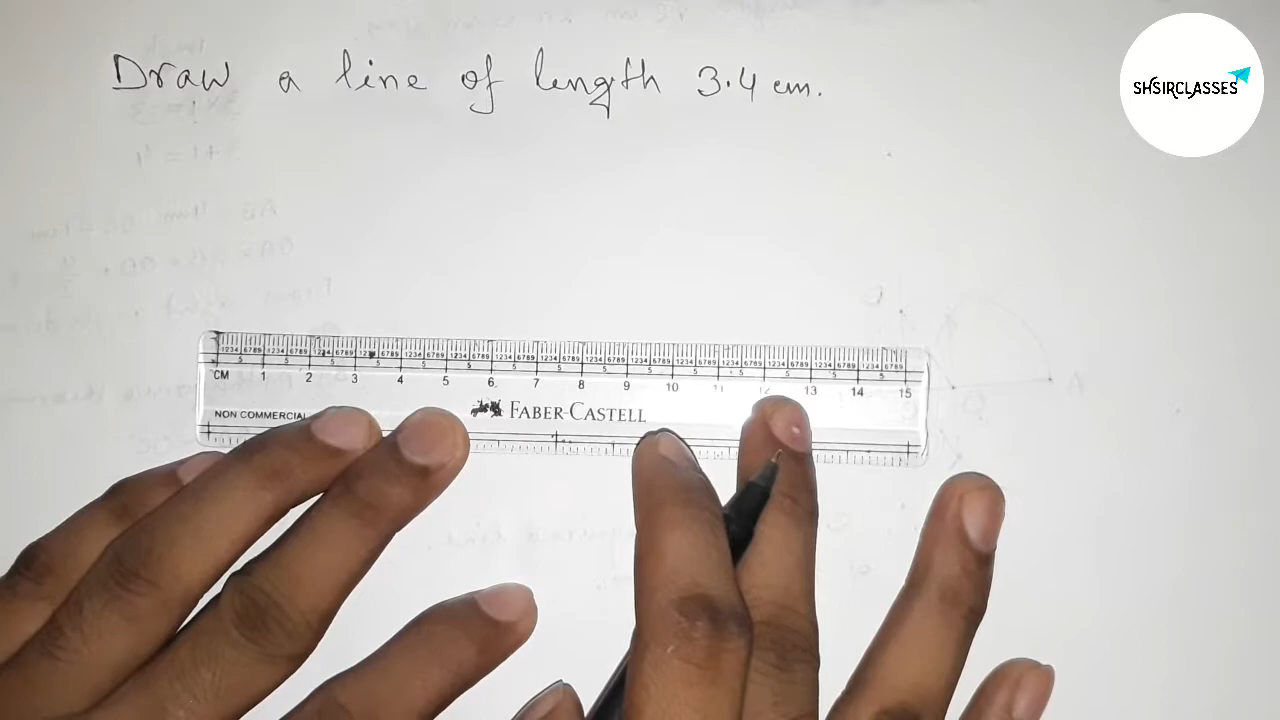 Draw a line of length 3.4 cm.
SHSIRCLASSES
CM 1 2 3 4 5 6 7 8 9 10 11 12 13 14 15
NON COMMERCIAL
FABER-CASTELL